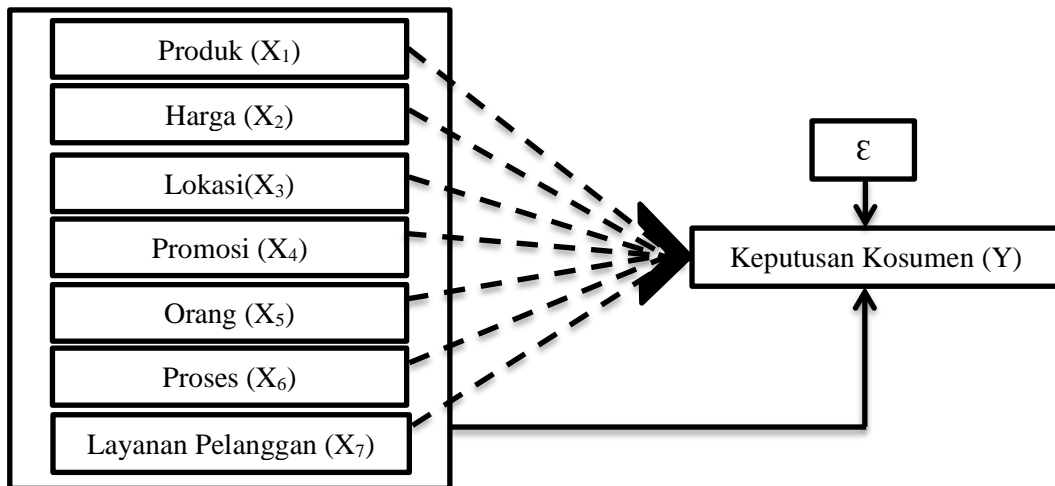 Produk (X₁)
Harga (X₂)
Lokasi(X₃)
Promosi (X₄)
Orang (X₅)
Proses (X₆)
Layanan Pelanggan (X₇)
ε
Keputusan Kosumen (Y)